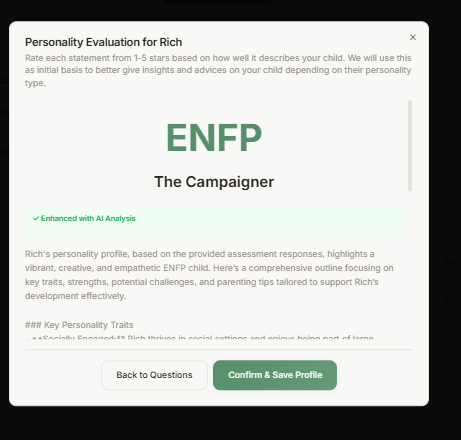 Personality Evaluation for Rich
×
Rate each statement from 1-5 stars based on how well it describes your child. We will use this
as initial basis to better give insights and advices on your child depending on their personality
type.
ENFP
The Campaigner
✓ Enhanced with AI Analysis
Rich's personality profile, based on the provided assessment responses, highlights a
vibrant, creative, and empathetic ENFP child. Here's a comprehensive outline focusing on
key traits, strengths, potential challenges, and parenting tips tailored to support Rich's
development effectively.
### Key Personality Traits
- **Socially Engaged:** Rich thrives in social settings and enjoys being part of large
Back to Questions
Confirm & Save Profile